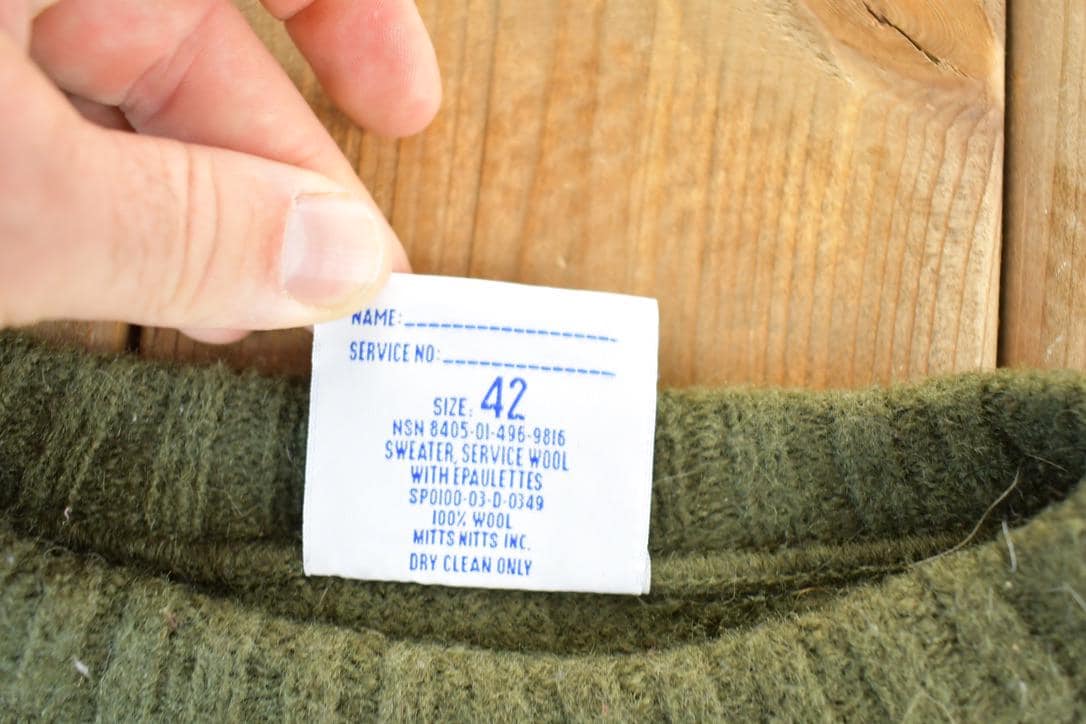 NAME:
SERVICE NO:
SIZE: 42
NSN 8405-01-496-9816
SWEATER, SERVICE WOOL
WITH EPAULETTES
SP0100-03-D-0349
100% WOOL
MITTS NITTS INC.
DRY CLEAN ONLY